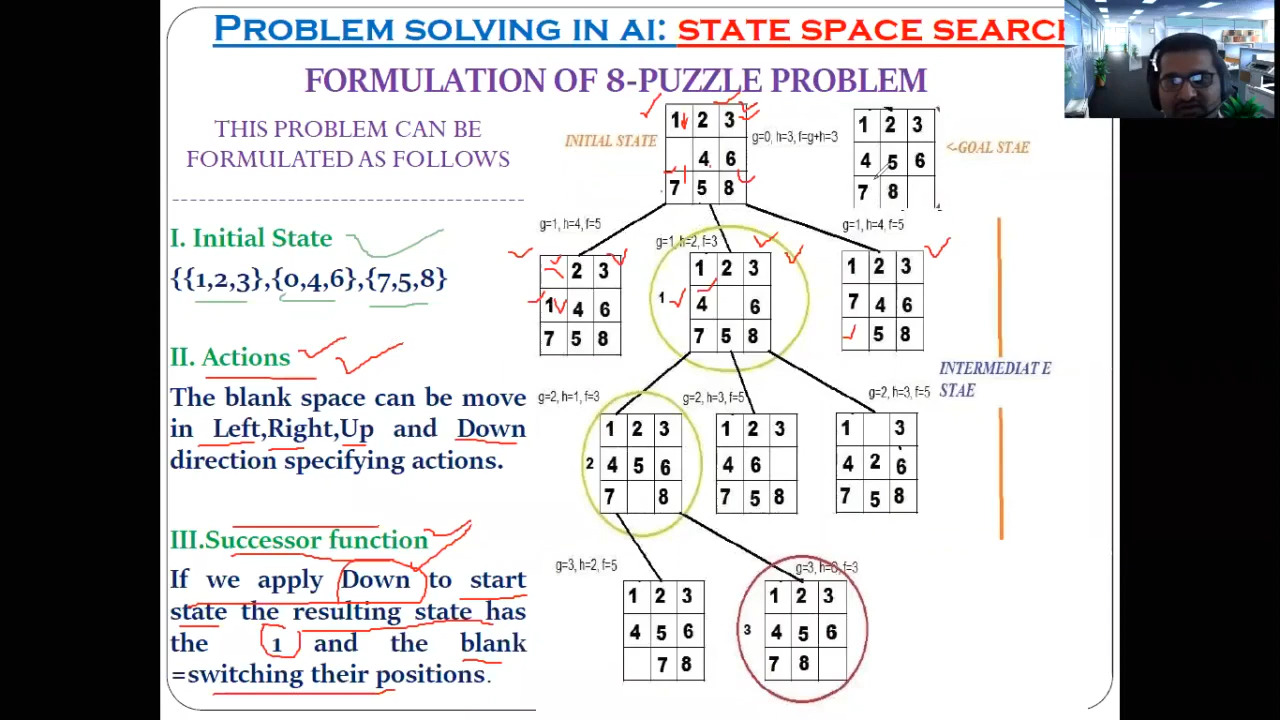 PROBLEM SOLVING IN AI: STATE SPACE SEARCH
FORMULATION OF 8-PUZZLE PROBLEM
THIS PROBLEM CAN BE
FORMULATED AS FOLLOWS
I. Initial State
{{1,2,3},{0,4,6},{7,5,8}
II. Actions
The blank space can be move
in Left,Right,Up and Down
direction specifying actions.
III.Successor function
If we apply Down to start
state the resulting state has
the 1 and the blank
=switching their positions.
INITIAL STATE
1 2 3
4 6
7 5 8
g=0, h=3, f=g+h=3
1 2 3
4 5 6
7 8
<-GOAL STAE
g=1, h=4, f=5
2 3
1 4 6
7 5 8
g=1, h=2, f=3
1
1 2 3
4 6
7 5 8
g=1, h=4, f=5
1 2 3
7 4 6
5 8
INTERMEDIAT E
STAE
g=2, h=1, f=3
2
1 2 3
4 5 6
7 8
g=2, h=3, f=5
1 2 3
4 6
7 5 8
g=2, h=3, f=5
1 3
4 2 6
7 5 8
g=3, h=2, f=5
1 2 3
4 5 6
7 8
g=3, h=0, f=3
3
1 2 3
4 5 6
7 8